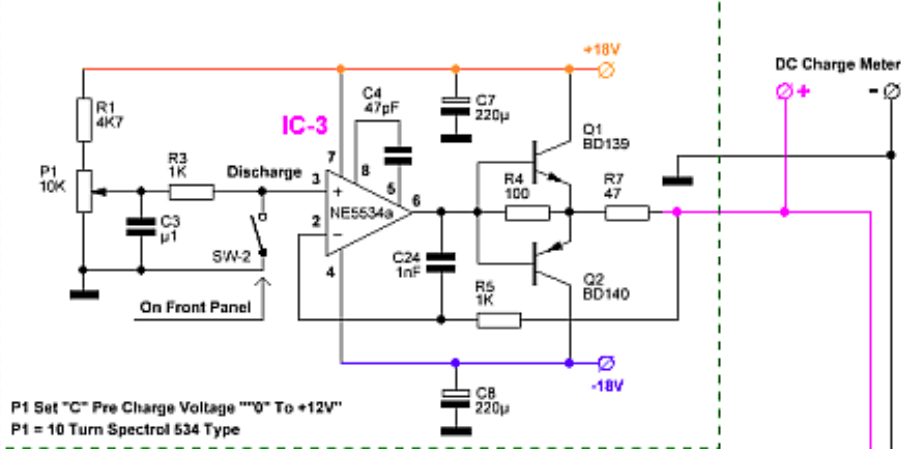 +18V
DC Charge Meter
+
-
C4
47pF
C7
220µ
R1
4K7
IC-3
Q1
BD139
R3
1K
Discharge
7
8
P1
10K
3
+
5
6
R4
100
R7
47
NE5534a
C3
µ1
2
–
SW-2
4
C24
1nF
Q2
BD140
R5
1K
On Front Panel
-18V
C8
220µ
P1 Set "C" Pre Charge Voltage ""0" To +12V"
P1 = 10 Turn Spectrol 534 Type